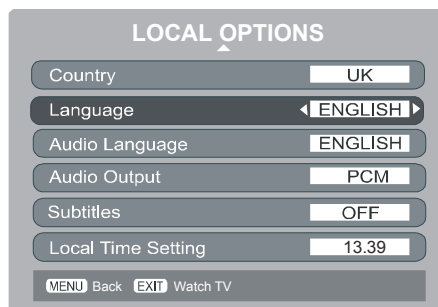 LOCAL OPTIONS
Country UK
Language ENGLISH
Audio Language ENGLISH
Audio Output PCM
Subtitles OFF
Local Time Setting 13.39
MENU Back EXIT Watch TV